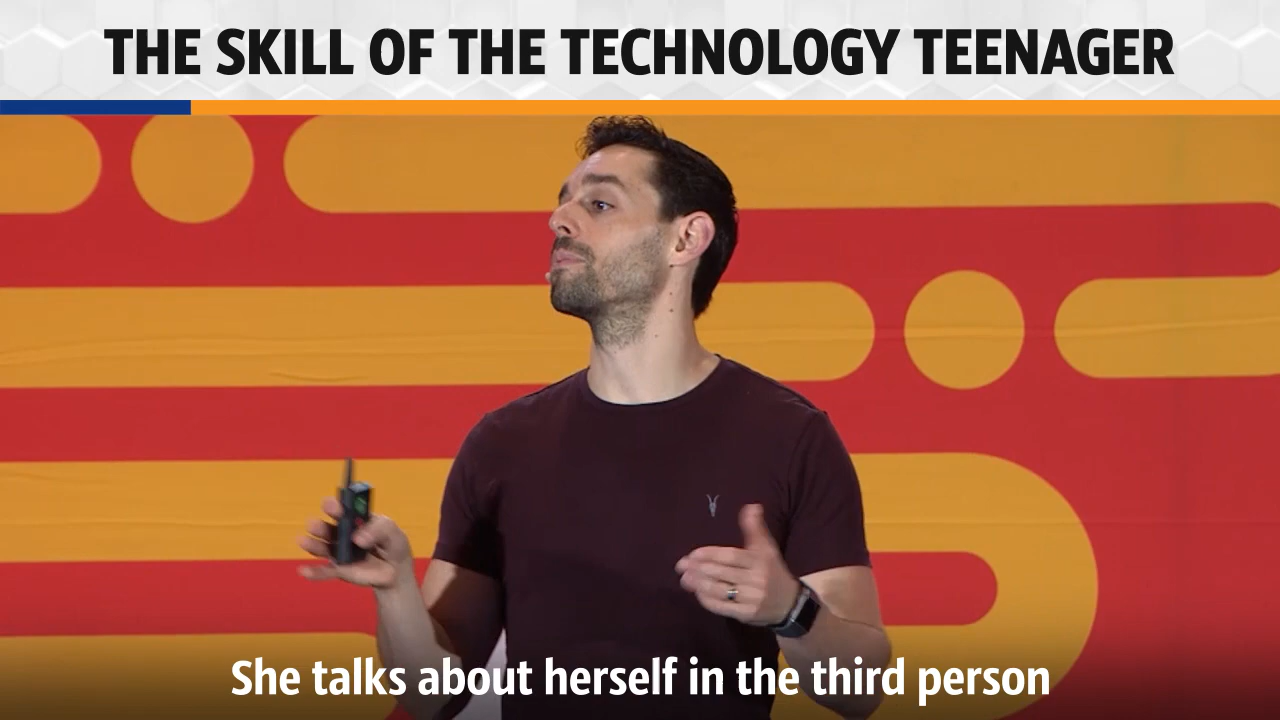 THE SKILL OF THE TECHNOLOGY TEENAGER
She talks about herself in the third person